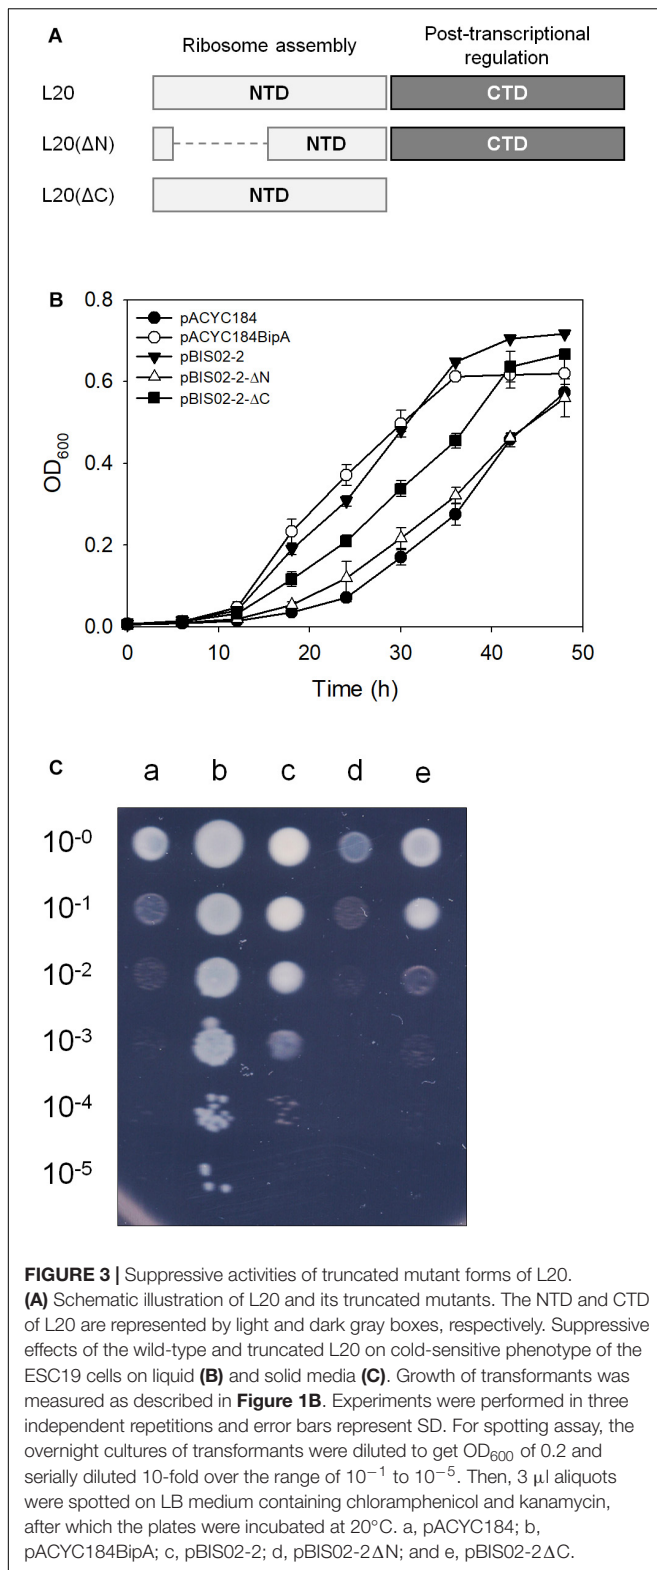 A
Ribosome assembly
Post-transcriptional
regulation
L20
NTD
CTD
L20(ΔN)
NTD
CTD
L20(ΔC)
NTD
B
0.8
0.6
0.4
0.2
0.0
OD600
pACYC184
pACYC184BipA
pBIS02-2
pBIS02-2-ΔN
pBIS02-2-ΔC
0 10 20 30 40 50
Time (h)
C
a b c d e
10-0
10-1
10-2
10-3
10-4
10-5
FIGURE 3 | Suppressive activities of truncated mutant forms of L20.
(A) Schematic illustration of L20 and its truncated mutants. The NTD and CTD
of L20 are represented by light and dark gray boxes, respectively. Suppressive
effects of the wild-type and truncated L20 on cold-sensitive phenotype of the
ESC19 cells on liquid (B) and solid media (C). Growth of transformants was
measured as described in Figure 1B. Experiments were performed in three
independent repetitions and error bars represent SD. For spotting assay, the
overnight cultures of transformants were diluted to get OD600 of 0.2 and
serially diluted 10-fold over the range of 10−1 to 10−5. Then, 3 μl aliquots
were spotted on LB medium containing chloramphenicol and kanamycin,
after which the plates were incubated at 20°C. a, pACYC184; b,
pACYC184BipA; c, pBIS02-2; d, pBIS02-2ΔN; and e, pBIS02-2ΔC.